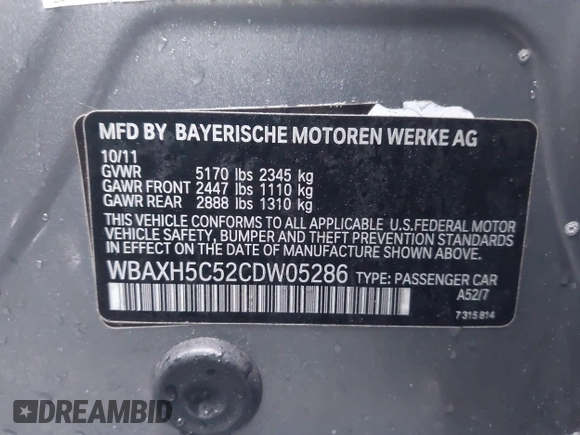 MFD BY BAYERISCHE MOTOREN WERKE AG
10/11
GVWR 5170 lbs 2345 kg
GAWR FRONT 2447 lbs 1110 kg
GAWR REAR 2888 lbs 1310 kg
THIS VEHICLE CONFORMS TO ALL APPLICABLE U.S.FEDERAL MOTOR
VEHICLE SAFETY, BUMPER AND THEFT PREVENTION STANDARDS
IN EFFECT ON THE DATE OF MANUFACTURE SHOWN ABOVE.
WBAXH5C52CDW05286 TYPE: PASSENGER CAR
A52/7
7315814
DREAMBID